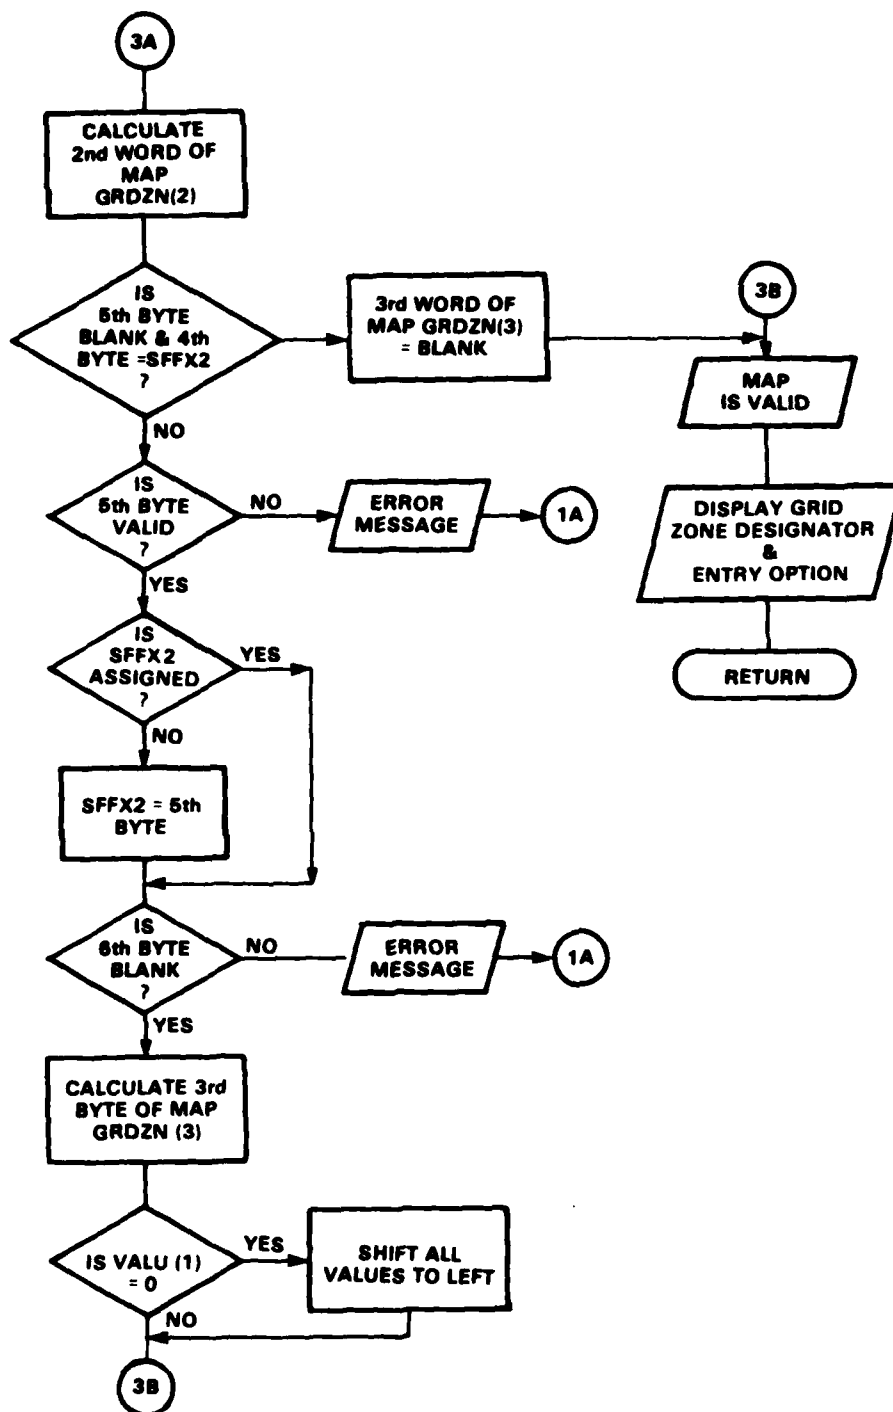 3A
CALCULATE
2nd WORD OF
MAP
GRDZN(2)
IS
5th BYTE
BLANK & 4th
BYTE =SFFX2
?
3rd WORD OF
MAP GRDZN(3)
= BLANK
3B
MAP
IS VALID
DISPLAY GRID
ZONE DESIGNATOR
&
ENTRY OPTION
RETURN
NO
IS
5th BYTE
VALID
?
NO
ERROR
MESSAGE
1A
YES
IS
SFFX2
ASSIGNED
?
YES
NO
SFFX2 = 5th
BYTE
IS
6th BYTE
BLANK
?
NO
ERROR
MESSAGE
1A
YES
CALCULATE 3rd
BYTE OF MAP
GRDZN (3)
IS VALU (1)
= 0
YES
SHIFT ALL
VALUES TO LEFT
NO
3B